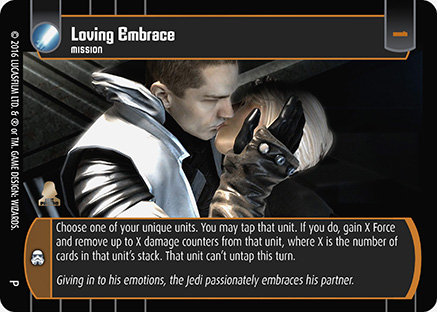 Loving Embrace
MISSION
© 2016 LUCASFILM LTD. & ® or TM. GAME DESIGN: WIZARDS.
Choose one of your unique units. You may tap that unit. If you do, gain X Force
and remove up to X damage counters from that unit, where X is the number of
cards in that unit's stack. That unit can't untap this turn.
Giving in to his emotions, the Jedi passionately embraces his partner.
P